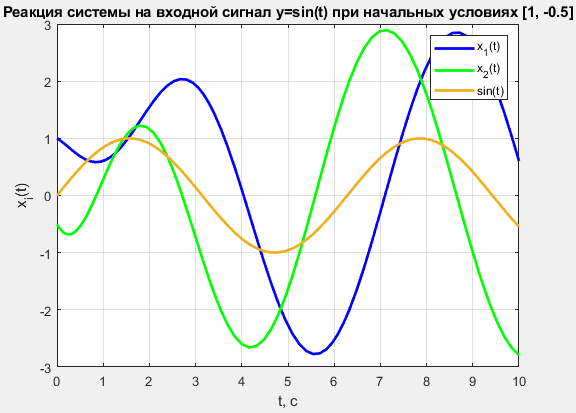 Реакция системы на входной сигнал y=sin(t) при начальных условиях [1, -0.5]
3
2
1
0
-1
-2
-3
x_i(t)
x_1(t)
x_2(t)
sin(t)
0 1 2 3 4 5 6 7 8 9 10
t, c